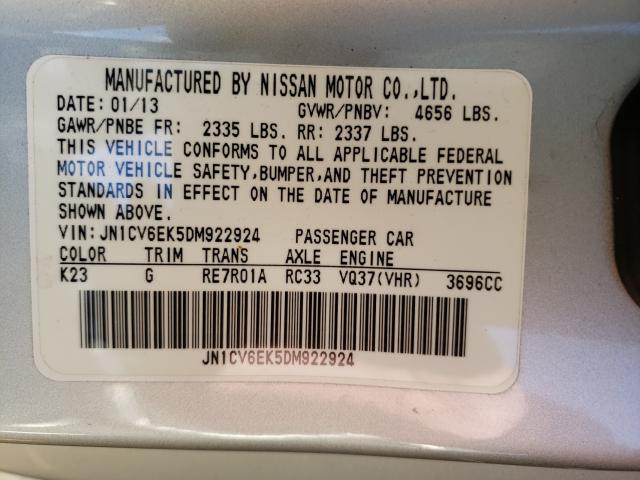 MANUFACTURED BY NISSAN MOTOR CO.,LTD.
DATE: 01/13 GVWR/PNBV: 4656 LBS.
GAWR/PNBE FR: 2335 LBS. RR: 2337 LBS.
THIS VEHICLE CONFORMS TO ALL APPLICABLE FEDERAL
MOTOR VEHICLE SAFETY,BUMPER,AND THEFT PREVENTION
STANDARDS IN EFFECT ON THE DATE OF MANUFACTURE
SHOWN ABOVE.
VIN:JN1CV6EK5DM922924 PASSENGER CAR
COLOR TRIM TRANS AXLE ENGINE
K23 G RE7R01A RC33 VQ37(VHR) 3696CC
JN1CV6EK5DM922924